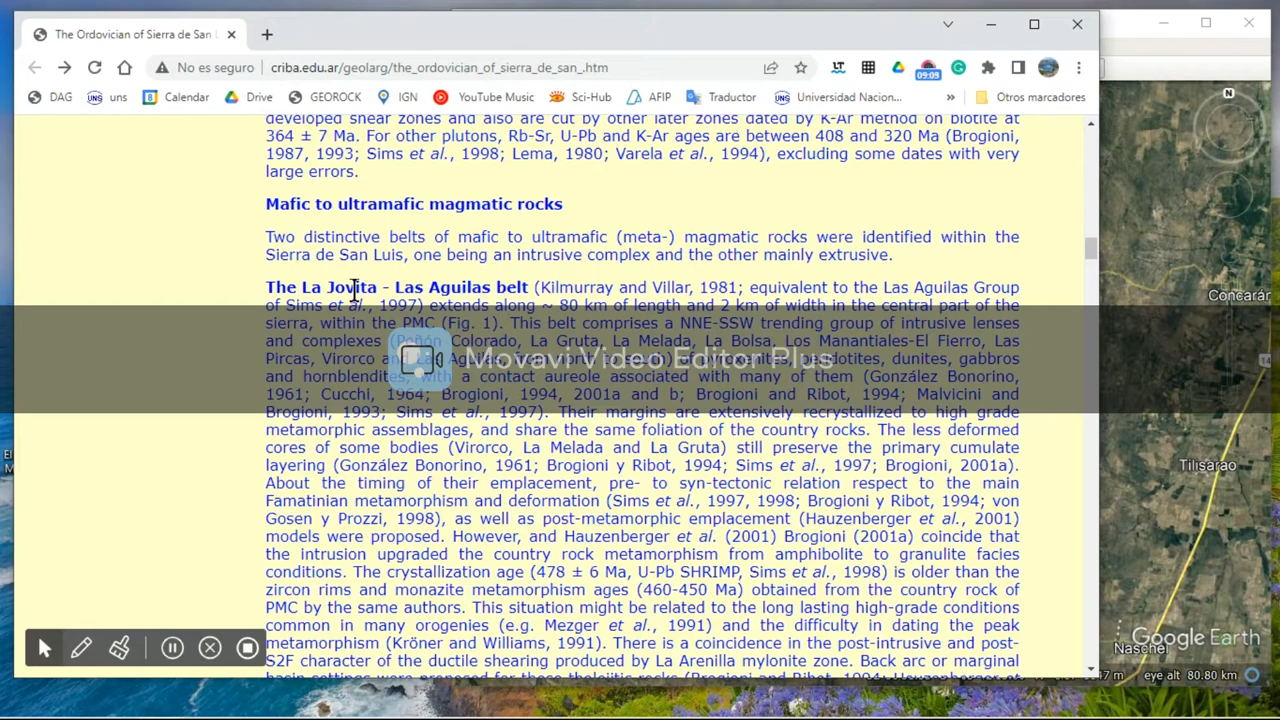 The Ordovician of Sierra de San L
No es seguro
criba.edu.ar/geolarg/the_ordovician_of_sierra_de_san_.htm
LT
09:09
DAG
UNS uns
Calendar
Drive
GEOROCK
IGN
YouTube Music
Sci-Hub
AFIP
Traductor
UNS Universidad Nacion...
»
Otros marcadores
developed shear zones and also are cut by other later zones dated by K-Ar method on biotite at
364 ± 7 Ma. For other plutons, Rb-Sr, U-Pb and K-Ar ages are between 408 and 320 Ma (Brogioni,
1987, 1993; Sims et al., 1998; Lema, 1980; Varela et al., 1994), excluding some dates with very
large errors.
Mafic to ultramafic magmatic rocks
Two distinctive belts of mafic to ultramafic (meta-) magmatic rocks were identified within the
Sierra de San Luis, one being an intrusive complex and the other mainly extrusive.
The La Jovita - Las Aguilas belt (Kilmurray and Villar, 1981; equivalent to the Las Aguilas Group
of Sims et al., 1997) extends along ~ 80 km of length and 2 km of width in the central part of the
sierra, within the PMC (Fig. 1). This belt comprises a NNE-SSW trending group of intrusive lenses
and complexes (Peñón Colorado, La Gruta, La Melada, La Bolsa, Los Manantiales-El Fierro, Las
Pircas, Virorco and Las Aguilas, from north to south) of pyroxenites, peridotites, dunites, gabbros
and hornblendites, with a contact aureole associated with many of them (González Bonorino,
1961; Cucchi, 1964; Brogioni, 1994, 2001a and b; Brogioni and Ribot, 1994; Malvicini and
Brogioni, 1993; Sims et al., 1997). Their margins are extensively recrystallized to high grade
metamorphic assemblages, and share the same foliation of the country rocks. The less deformed
cores of some bodies (Virorco, La Melada and La Gruta) still preserve the primary cumulate
layering (González Bonorino, 1961; Brogioni y Ribot, 1994; Sims et al., 1997; Brogioni, 2001a).
About the timing of their emplacement, pre- to syn-tectonic relation respect to the main
Famatinian metamorphism and deformation (Sims et al., 1997, 1998; Brogioni y Ribot, 1994; von
Gosen y Prozzi, 1998), as well as post-metamorphic emplacement (Hauzenberger et al., 2001)
models were proposed. However, and Hauzenberger et al. (2001) Brogioni (2001a) coincide that
the intrusion upgraded the country rock metamorphism from amphibolite to granulite facies
conditions. The crystallization age (478 ± 6 Ma, U-Pb SHRIMP, Sims et al., 1998) is older than the
zircon rims and monazite metamorphism ages (460-450 Ma) obtained from the country rock of
PMC by the same authors. This situation might be related to the long lasting high-grade conditions
common in many orogenies (e.g. Mezger et al., 1991) and the difficulty in dating the peak
metamorphism (Kröner and Williams, 1991). There is a coincidence in the post-intrusive and post-
S2F character of the ductile shearing produced by La Arenilla mylonite zone. Back arc or marginal
Movavi Video Editor Plus
N
Concarán
Tilisarao
Google Earth
Naschel
eye alt 80.80 km